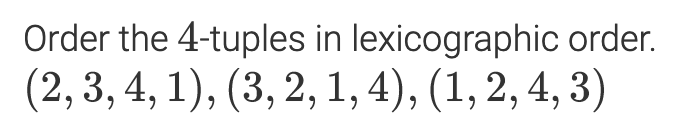 Order the 4-tuples in lexicographic order.
(2, 3, 4, 1), (3, 2, 1, 4), (1, 2, 4, 3)